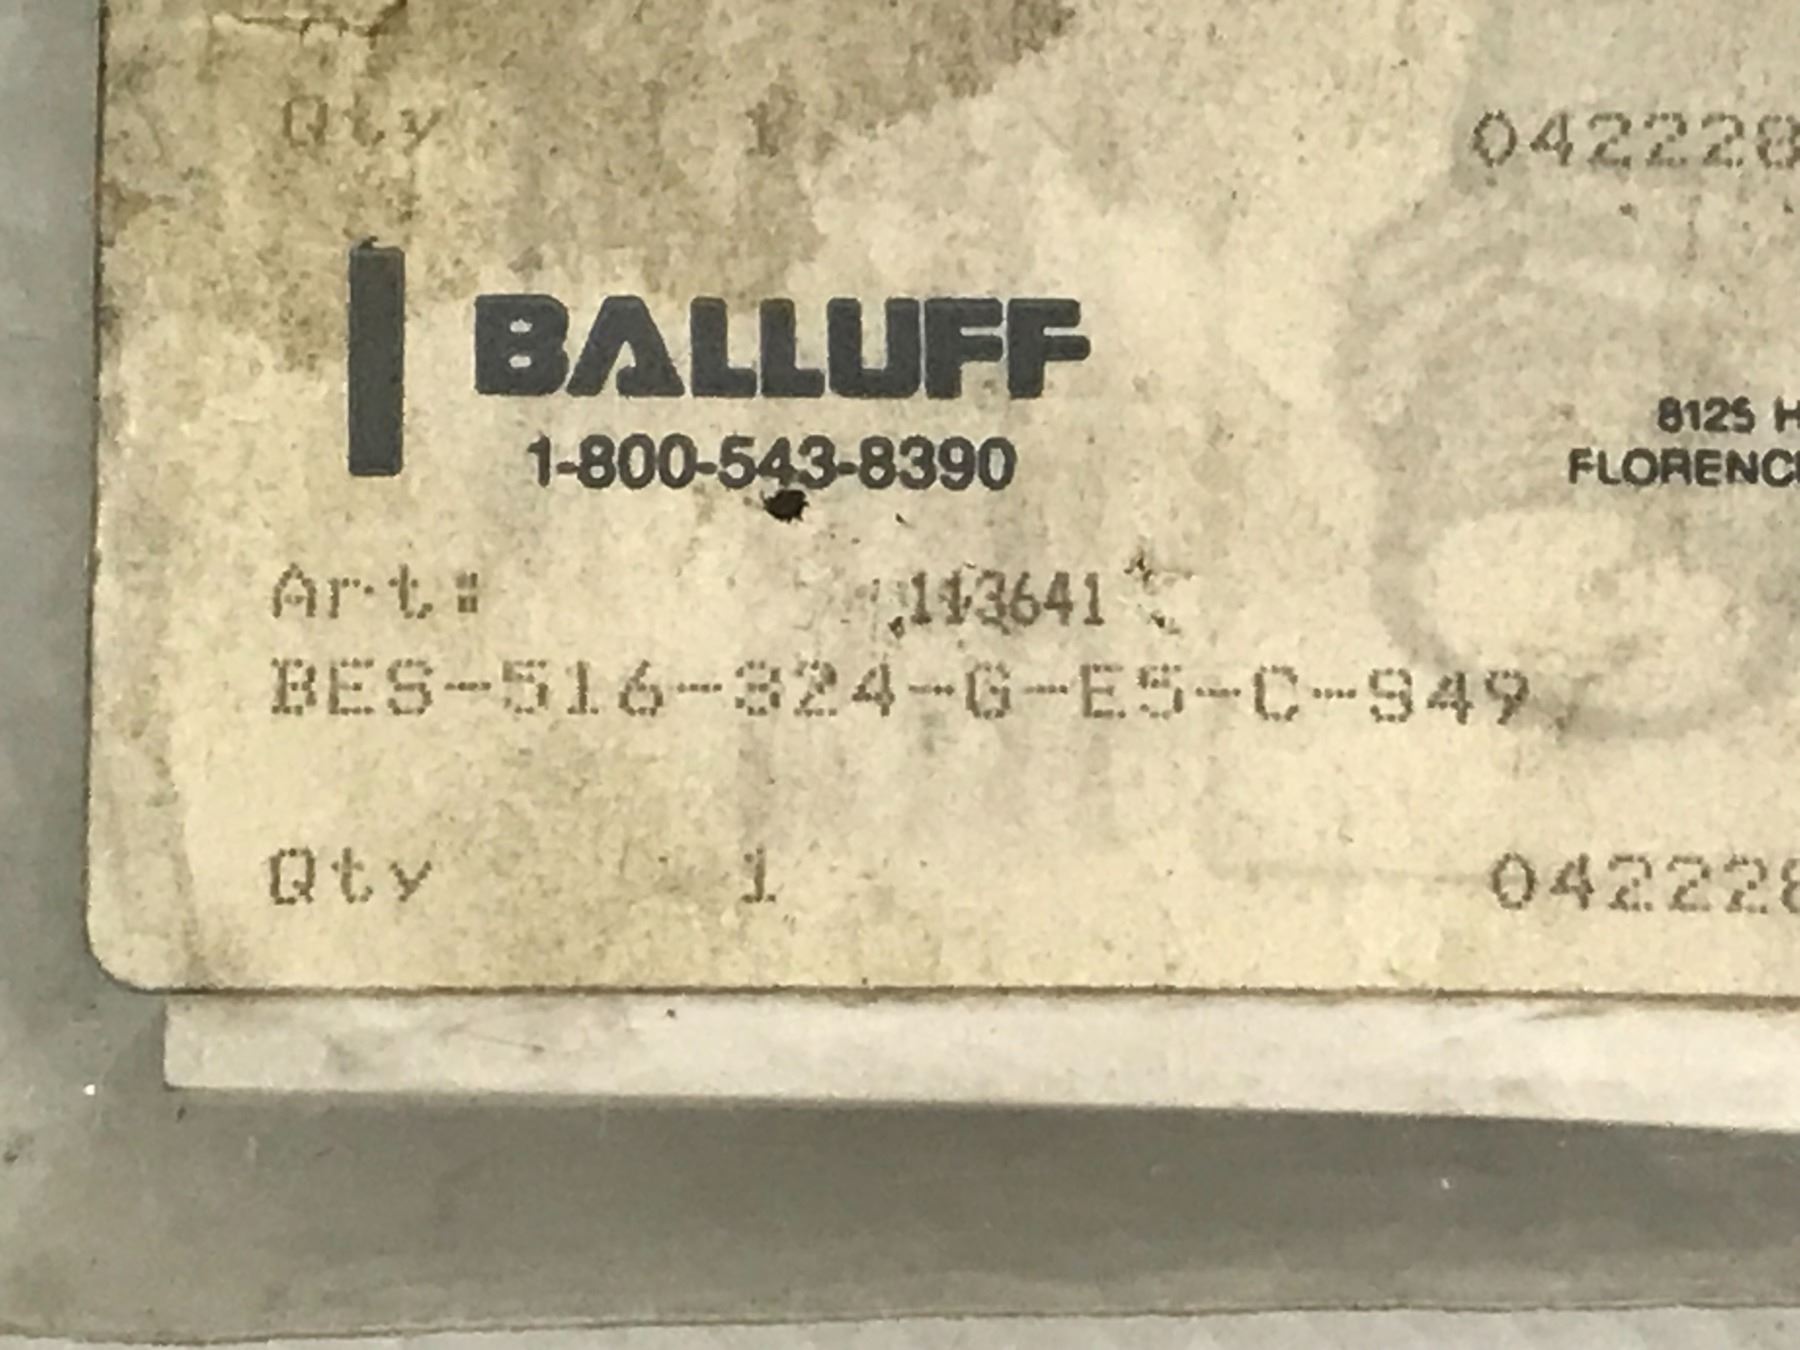 Qty 1 042228
BALLUFF
1-800-543-8390
8125 H
FLORENC
Art: 113641
BES-516-324-G-E5-C-S49
Qty 1 042228